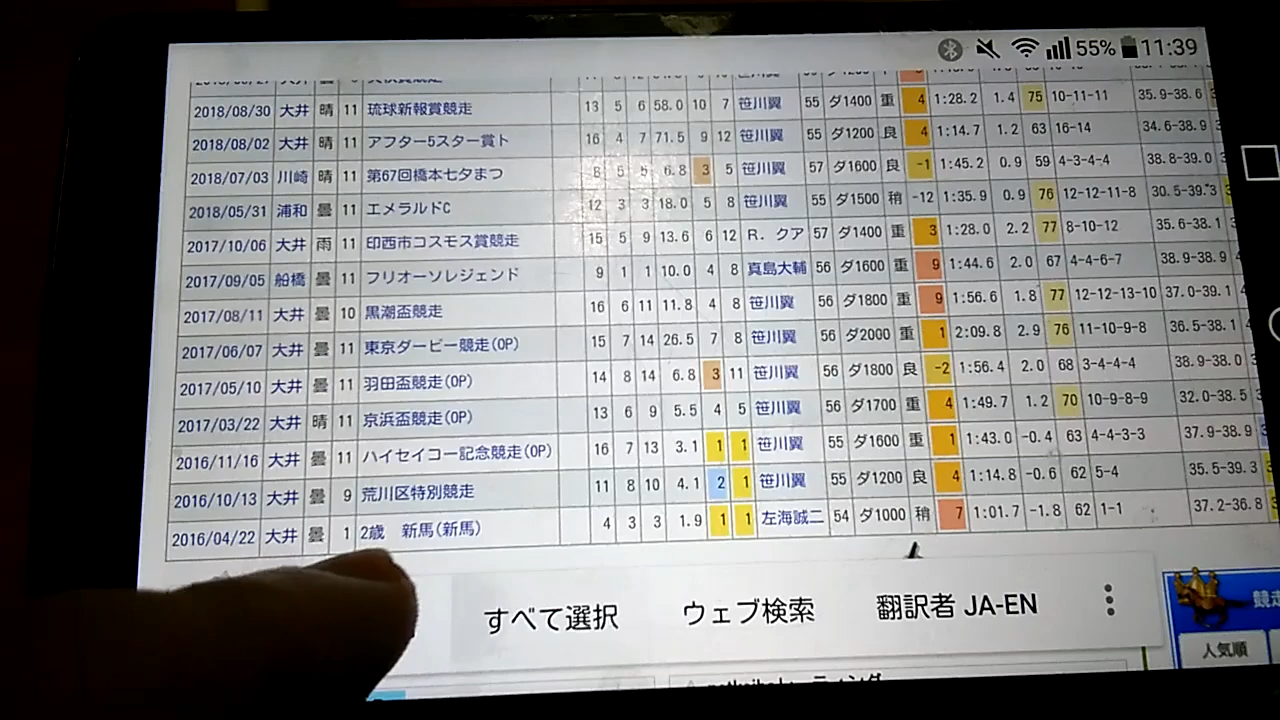 55% 11:39
2018/08/30 大井 晴 11 琉球新報賞競走 13 5 6 58.0 10 7 笹川翼 55 ダ1400 重 4 1:28.2 1.4 75 10-11-11 35.9-38.6
2018/08/02 大井 晴 11 アフター5スター賞ト 16 4 7 71.5 9 12 笹川翼 55 ダ1200 良 4 1:14.7 1.2 63 16-14 34.6-38.9
2018/07/03 川崎 晴 11 第67回橋本七夕まつ 8 5 5 6.8 3 5 笹川翼 57 ダ1600 良 -1 1:45.2 0.9 59 4-3-4-4 38.8-39.0
2018/05/31 浦和 曇 11 エメラルドC 12 3 3 18.0 5 8 笹川翼 55 ダ1500 稍 -12 1:35.9 0.9 76 12-12-11-8 30.5-39.3
2017/10/06 大井 雨 11 印西市コスモス賞競走 15 5 9 13.6 6 12 R. クア 57 ダ1400 重 3 1:28.0 2.2 77 8-10-12 35.6-38.1
2017/09/05 船橋 曇 11 フリオーソレジェンド 9 1 1 10.0 4 8 真島大輔 56 ダ1600 重 9 1:44.6 2.0 67 4-4-6-7 38.9-38.9
2017/08/11 大井 曇 10 黒潮盃競走 16 6 11 11.8 4 8 笹川翼 56 ダ1800 重 9 1:56.6 1.8 77 12-12-13-10 37.0-39.1
2017/06/07 大井 曇 11 東京ダービー競走(OP) 15 7 14 26.5 7 8 笹川翼 56 ダ2000 重 1 2:09.8 2.9 76 11-10-9-8 36.5-38.1
2017/05/10 大井 曇 11 羽田盃競走(OP) 14 8 14 6.8 3 11 笹川翼 56 ダ1800 良 -2 1:56.4 2.0 68 3-4-4-4 38.9-38.0
2017/03/22 大井 晴 11 京浜盃競走(OP) 13 6 9 5.5 4 5 笹川翼 56 ダ1700 重 4 1:49.7 1.2 70 10-9-8-9 32.0-38.5
2016/11/16 大井 曇 11 ハイセイコー記念競走(OP) 16 7 13 3.1 1 1 笹川翼 55 ダ1600 重 1 1:43.0 -0.4 63 4-4-3-3 37.9-38.9
2016/10/13 大井 曇 9 荒川区特別競走 11 8 10 4.1 2 1 笹川翼 55 ダ1200 良 4 1:14.8 -0.6 62 5-4 35.5-39.3
2016/04/22 大井 曇 1 2歳 新馬(新馬) 4 3 3 1.9 1 1 左海誠二 54 ダ1000 稍 7 1:01.7 -1.8 62 1-1 37.2-36.8
すべて選択 ウェブ検索 翻訳者 JA-EN
競走
人気順